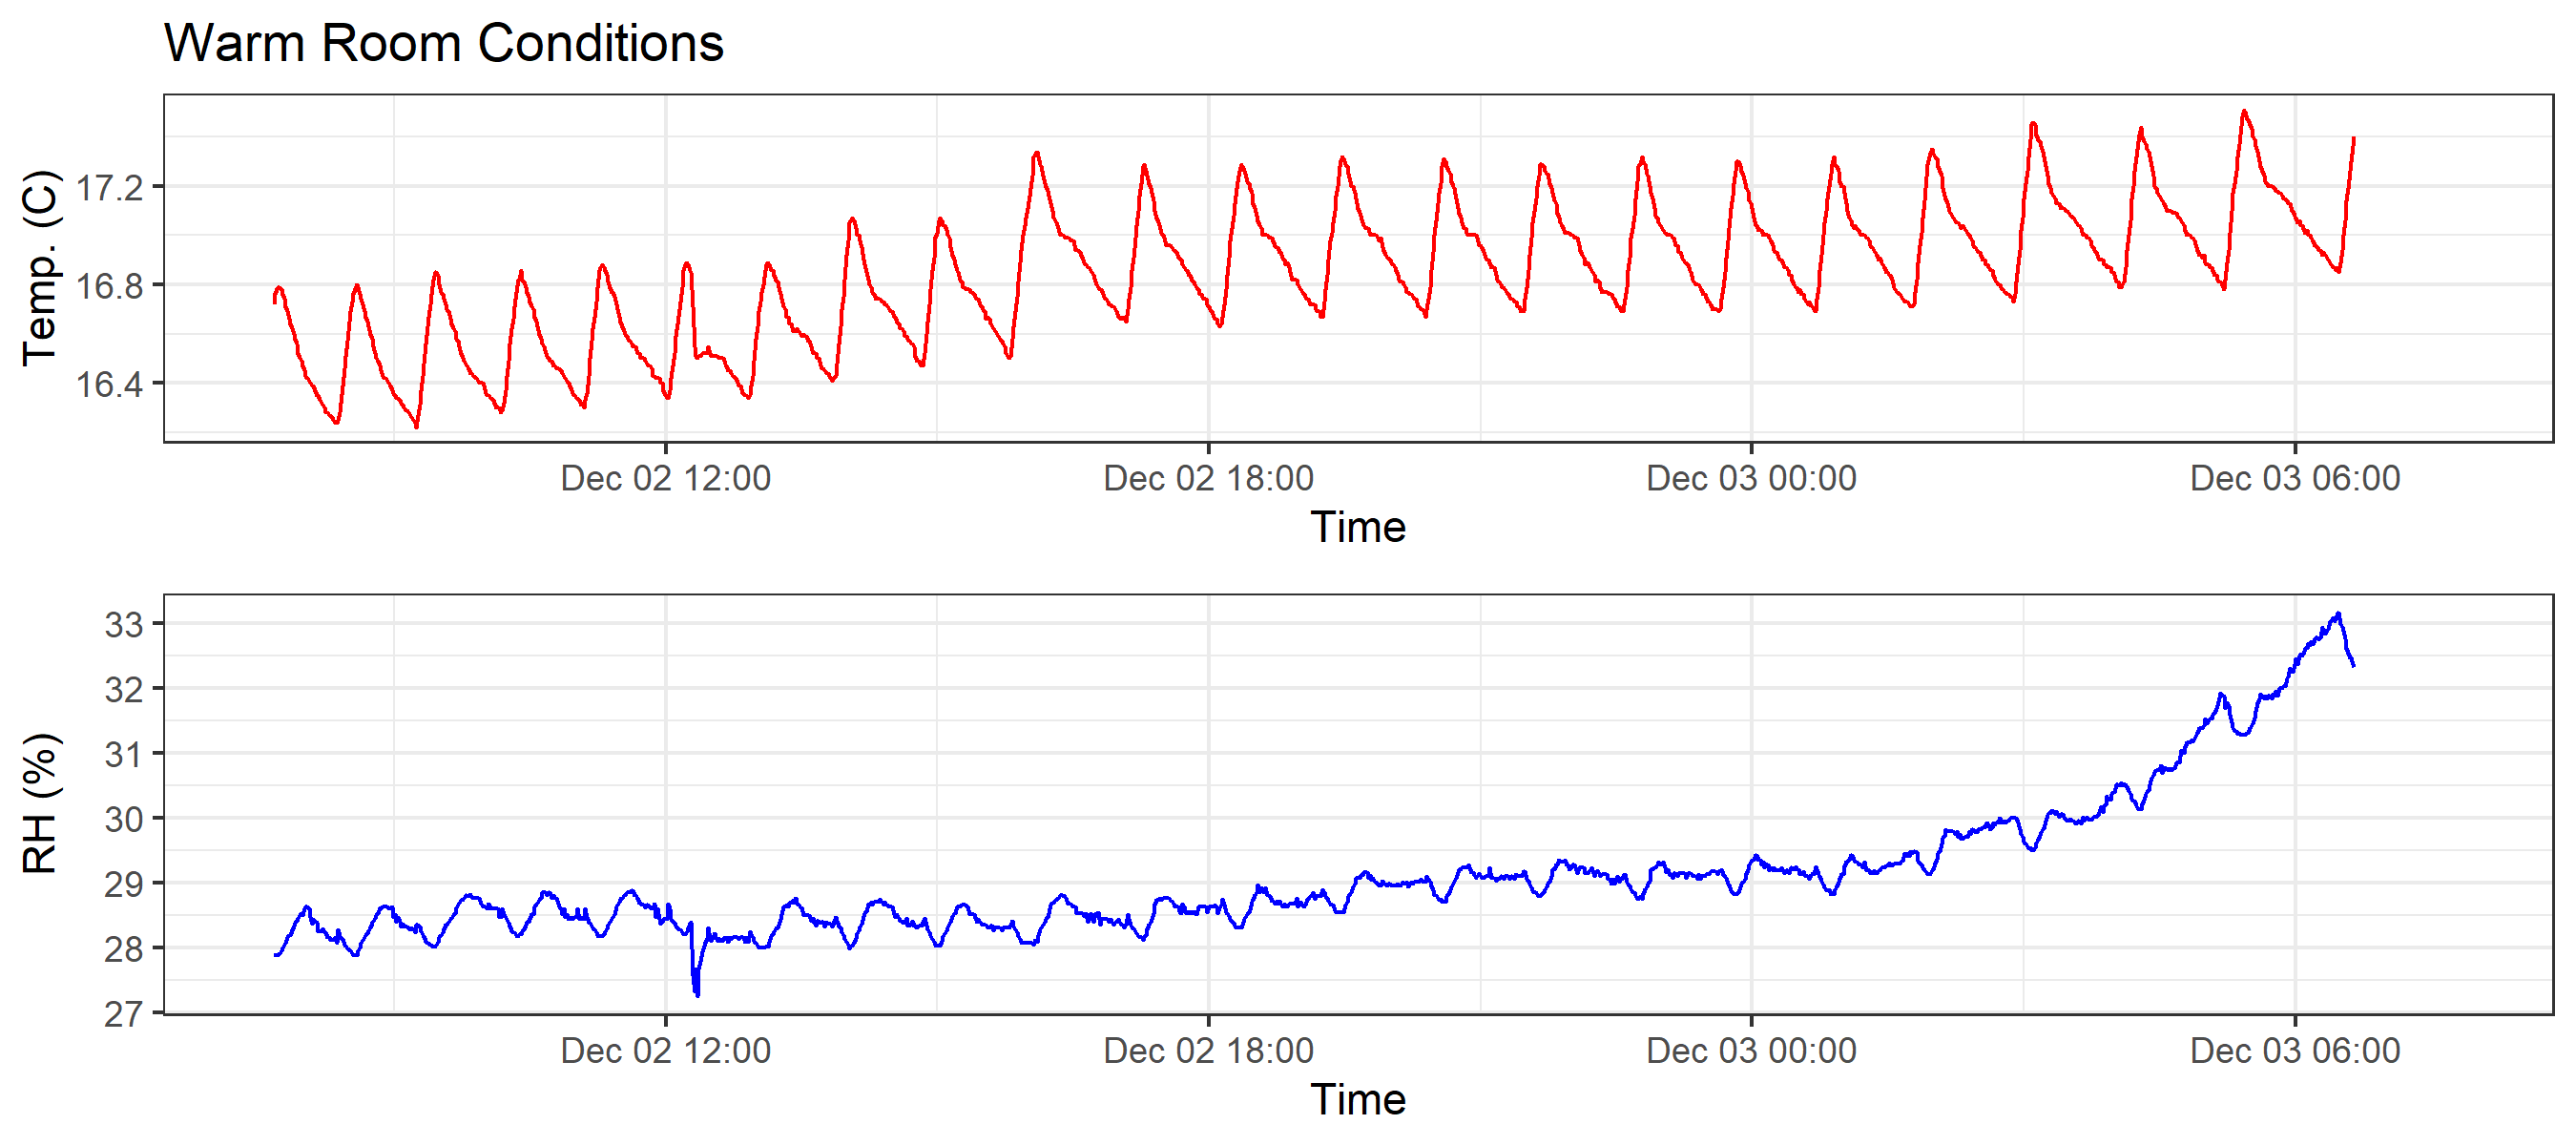 Warm Room Conditions
Temp. (C)
17.2
16.8
16.4
Dec 02 12:00 Dec 02 18:00 Dec 03 00:00 Dec 03 06:00
Time
RH (%)
33
32
31
30
29
28
27
Dec 02 12:00 Dec 02 18:00 Dec 03 00:00 Dec 03 06:00
Time